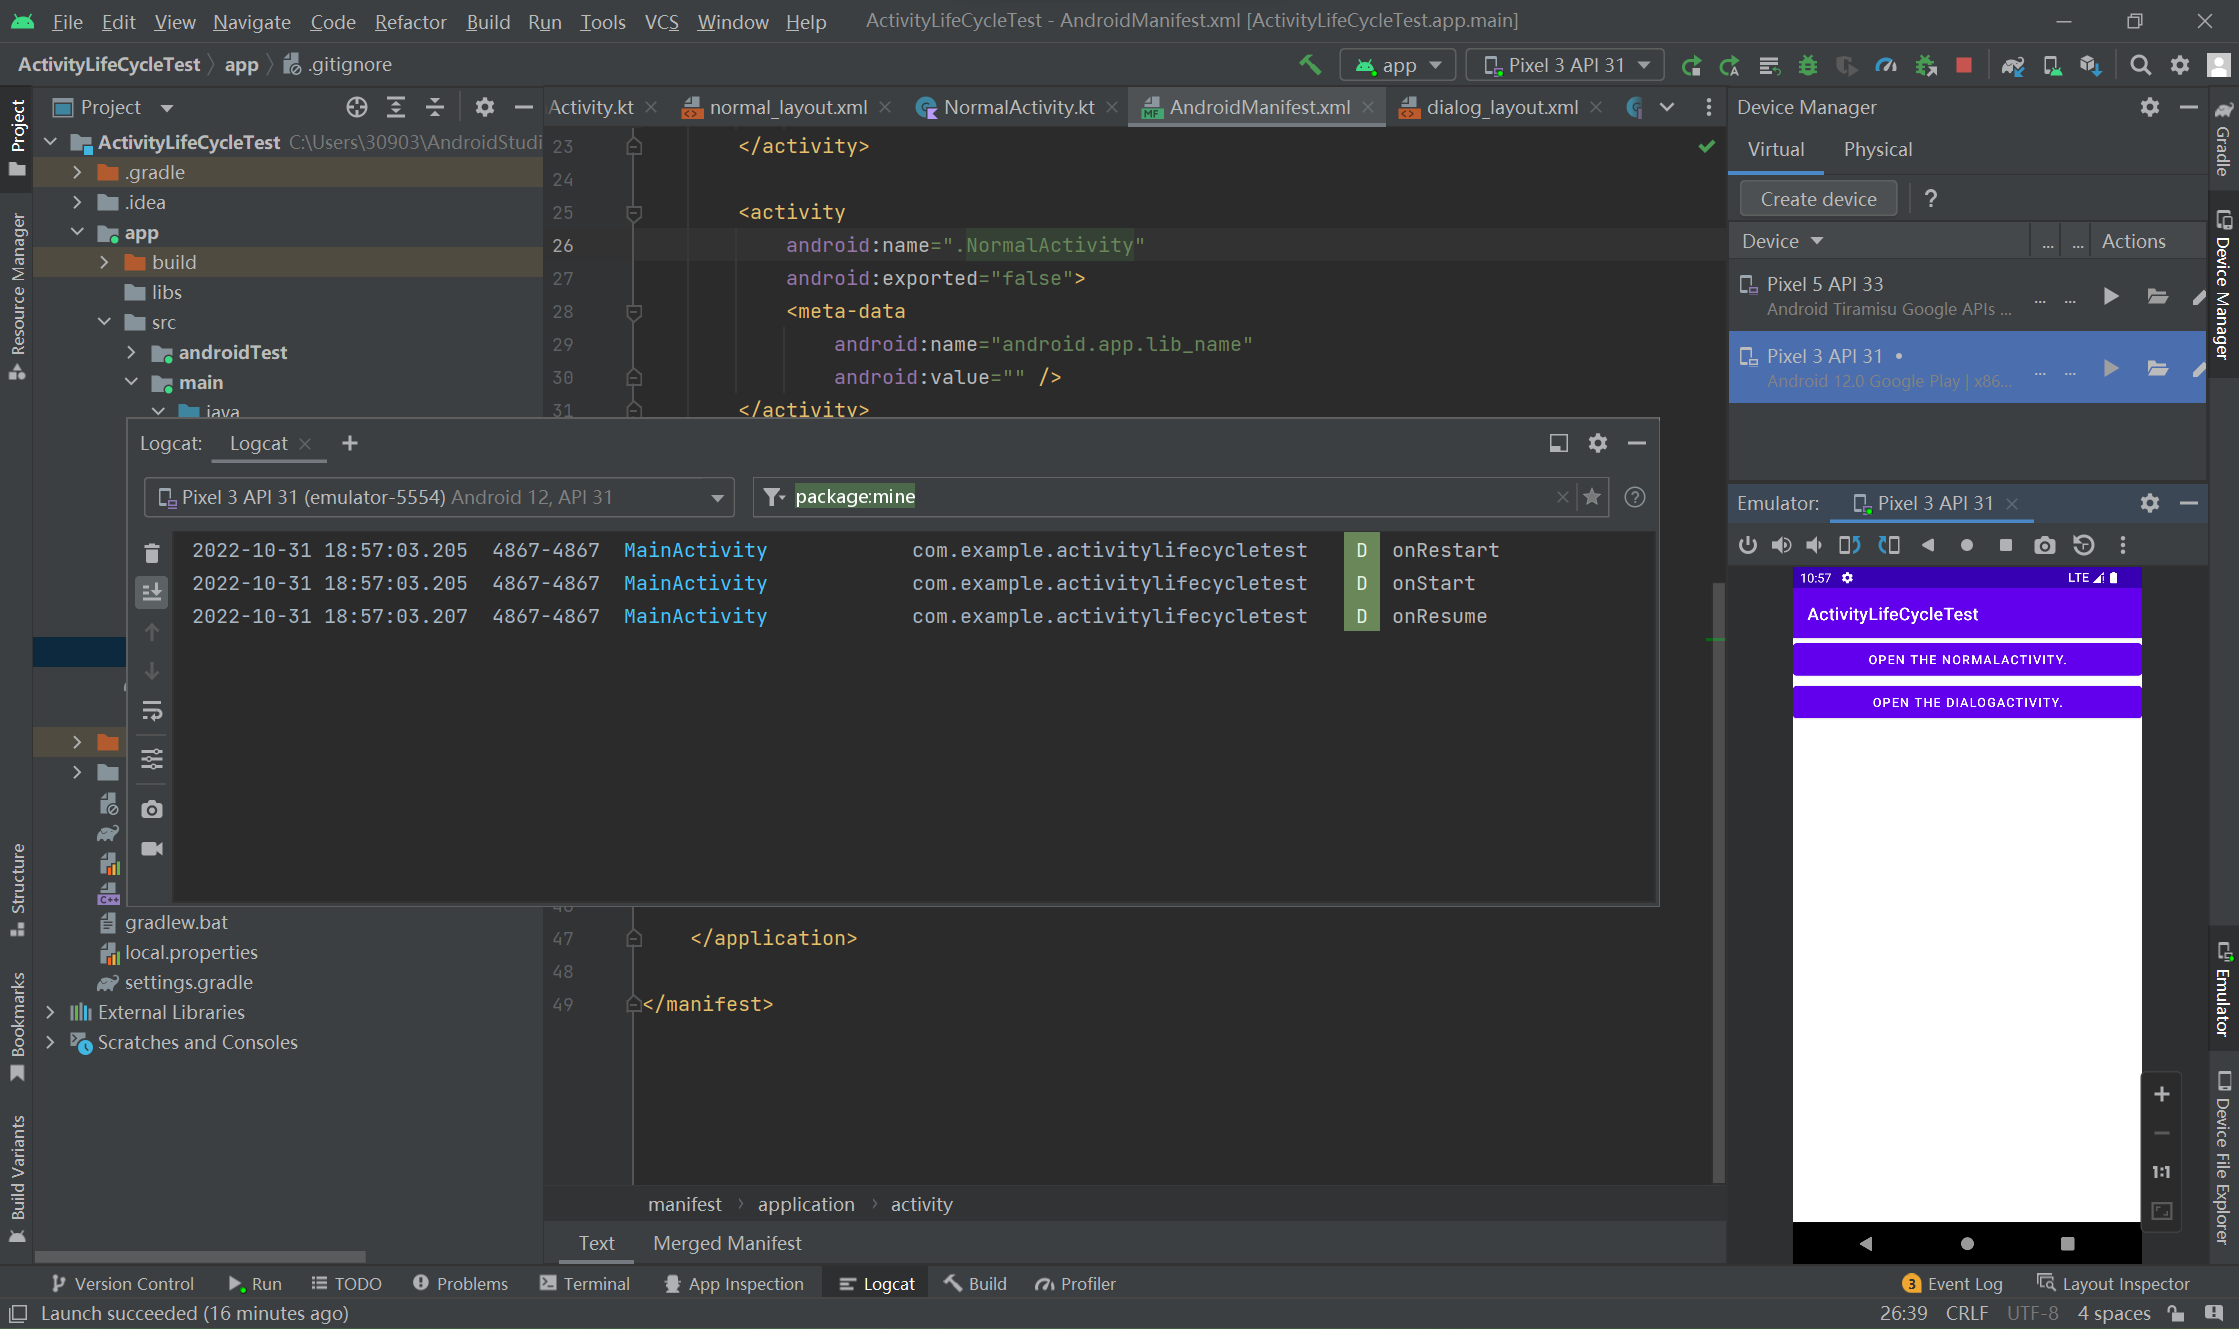 File Edit View Navigate Code Refactor Build Run Tools VCS Window Help ActivityLifeCycleTest - AndroidManifest.xml [ActivityLifeCycleTest.app.main]
ActivityLifeCycleTest app .gitignore app Pixel 3 API 31
Project
Activity.kt normal_layout.xml NormalActivity.kt AndroidManifest.xml dialog_layout.xml
Device Manager
Virtual Physical
Create device ?
Device ... ... Actions
Pixel 5 API 33
Android Tiramisu Google APIs ... ... ...
Pixel 3 API 31
Android 12.0 Google Play | x86... ... ...
ActivityLifeCycleTest C:\Users\30903\AndroidStudi
.gradle
.idea
app
build
libs
src
androidTest
main
java
gradlew.bat
local.properties
settings.gradle
External Libraries
Scratches and Consoles
23 </activity>
24
25 <activity
26 android:name=".NormalActivity"
27 android:exported="false">
28 <meta-data
29 android:name="android.app.lib_name"
30 android:value="" />
31 </activity>
Logcat: Logcat
Pixel 3 API 31 (emulator-5554) Android 12, API 31
package:mine
2022-10-31 18:57:03.205 4867-4867 MainActivity com.example.activitylifecycletest D onRestart
2022-10-31 18:57:03.205 4867-4867 MainActivity com.example.activitylifecycletest D onStart
2022-10-31 18:57:03.207 4867-4867 MainActivity com.example.activitylifecycletest D onResume
47 </application>
48
49 </manifest>
manifest application activity
Text Merged Manifest
Emulator: Pixel 3 API 31
10:57 LTE
ActivityLifeCycleTest
OPEN THE NORMALACTIVITY.
OPEN THE DIALOGACTIVITY.
1:1
Project
Resource Manager
Structure
Bookmarks
Build Variants
Gradle
Device Manager
Emulator
Device File Explorer
Version Control Run TODO Problems Terminal App Inspection Logcat Build Profiler 3 Event Log Layout Inspector
Launch succeeded (16 minutes ago) 26:39 CRLF UTF-8 4 spaces